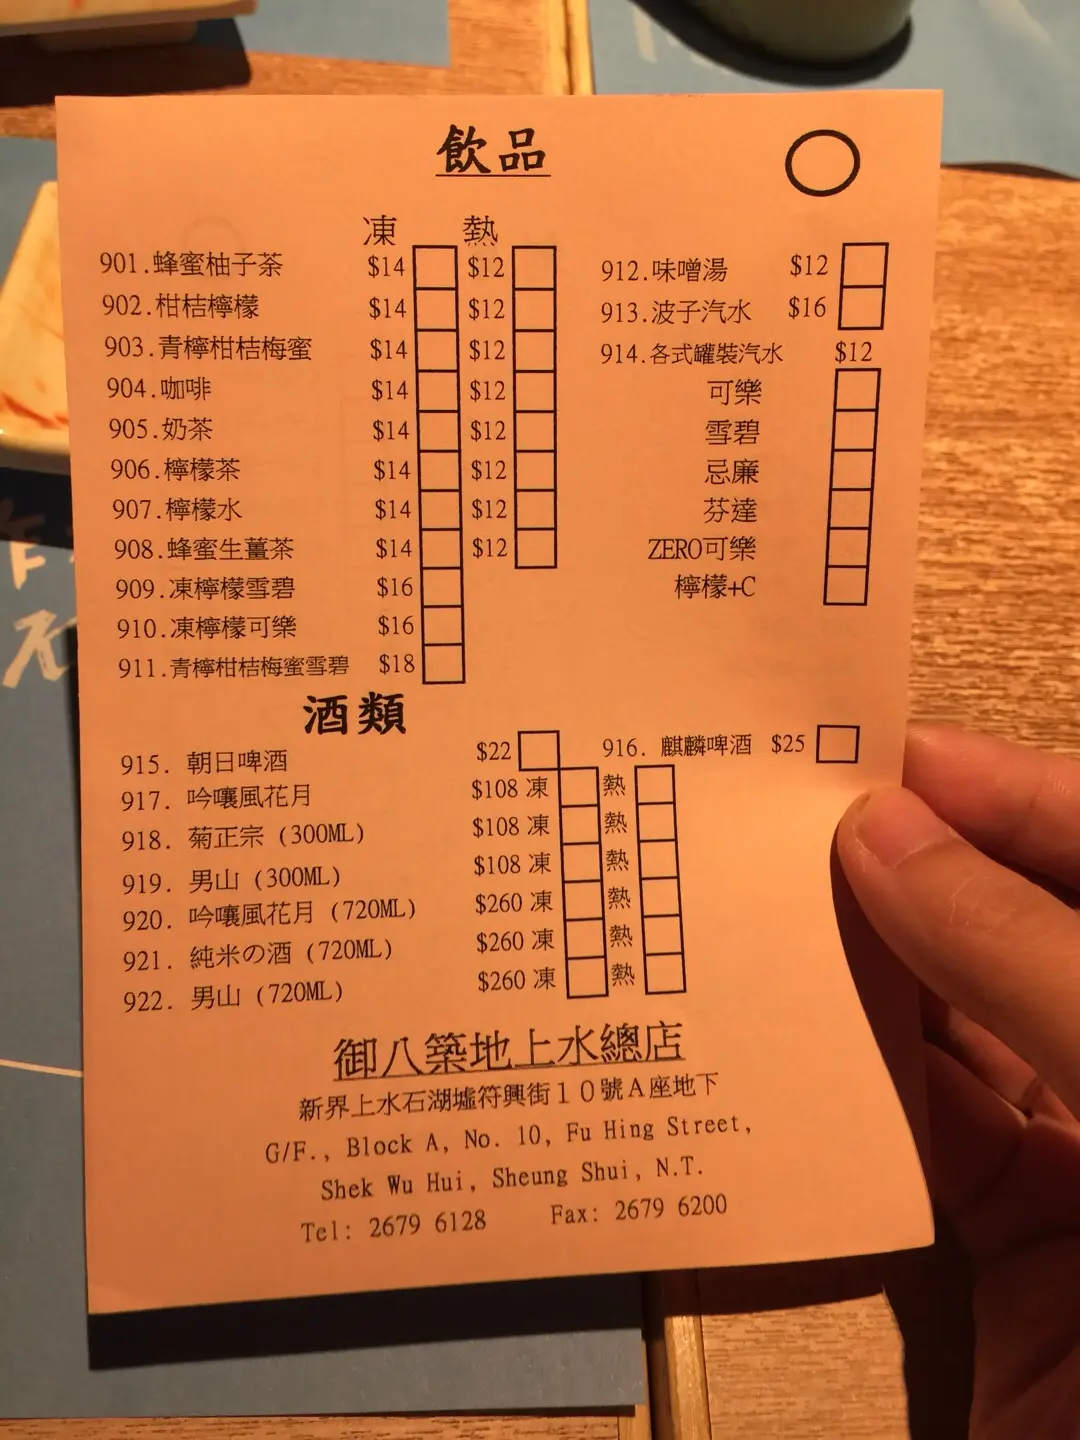 飲品
凍 熱
901.蜂蜜柚子茶 $14 $12
902.柑桔檸檬 $14 $12
903.青檸柑桔梅蜜 $14 $12
904.咖啡 $14 $12
905.奶茶 $14 $12
906.檸檬茶 $14 $12
907.檸檬水 $14 $12
908.蜂蜜生薑茶 $14 $12
909.凍檸檬雪碧 $16
910.凍檸檬可樂 $16
911.青檸柑桔梅蜜雪碧 $18
912.味噌湯 $12
913.波子汽水 $16
914.各式罐裝汽水 $12
可樂
雪碧
忌廉
芬達
ZERO可樂
檸檬+C
酒類
915. 朝日啤酒 $22
916. 麒麟啤酒 $25
917. 吟嚷風花月 $108 凍 熱
918. 菊正宗 (300ML) $108 凍 熱
919. 男山 (300ML) $108 凍 熱
920. 吟嚷風花月 (720ML) $260 凍 熱
921. 純米の酒 (720ML) $260 凍 熱
922. 男山 (720ML) $260 凍 熱
御八築地上水總店
新界上水石湖墟符興街10號A座地下
G/F., Block A, No. 10, Fu Hing Street,
Shek Wu Hui, Sheung Shui, N.T.
Tel: 2679 6128 Fax: 2679 6200